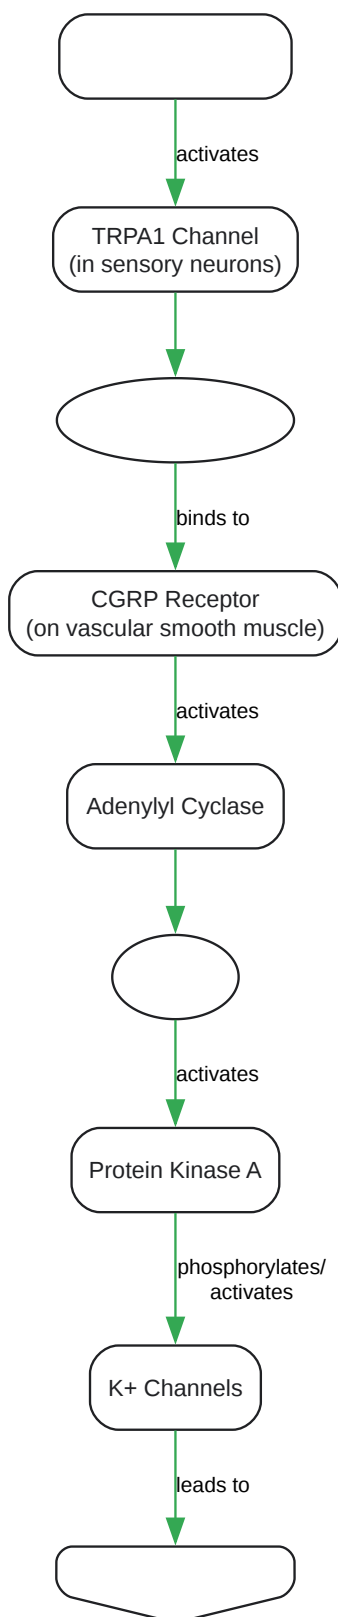 activates
TRPA1 Channel
(in sensory neurons)
binds to
CGRP Receptor
(on vascular smooth muscle)
activates
Adenylyl Cyclase
activates
Protein Kinase A
phosphorylates/
activates
K+ Channels
leads to